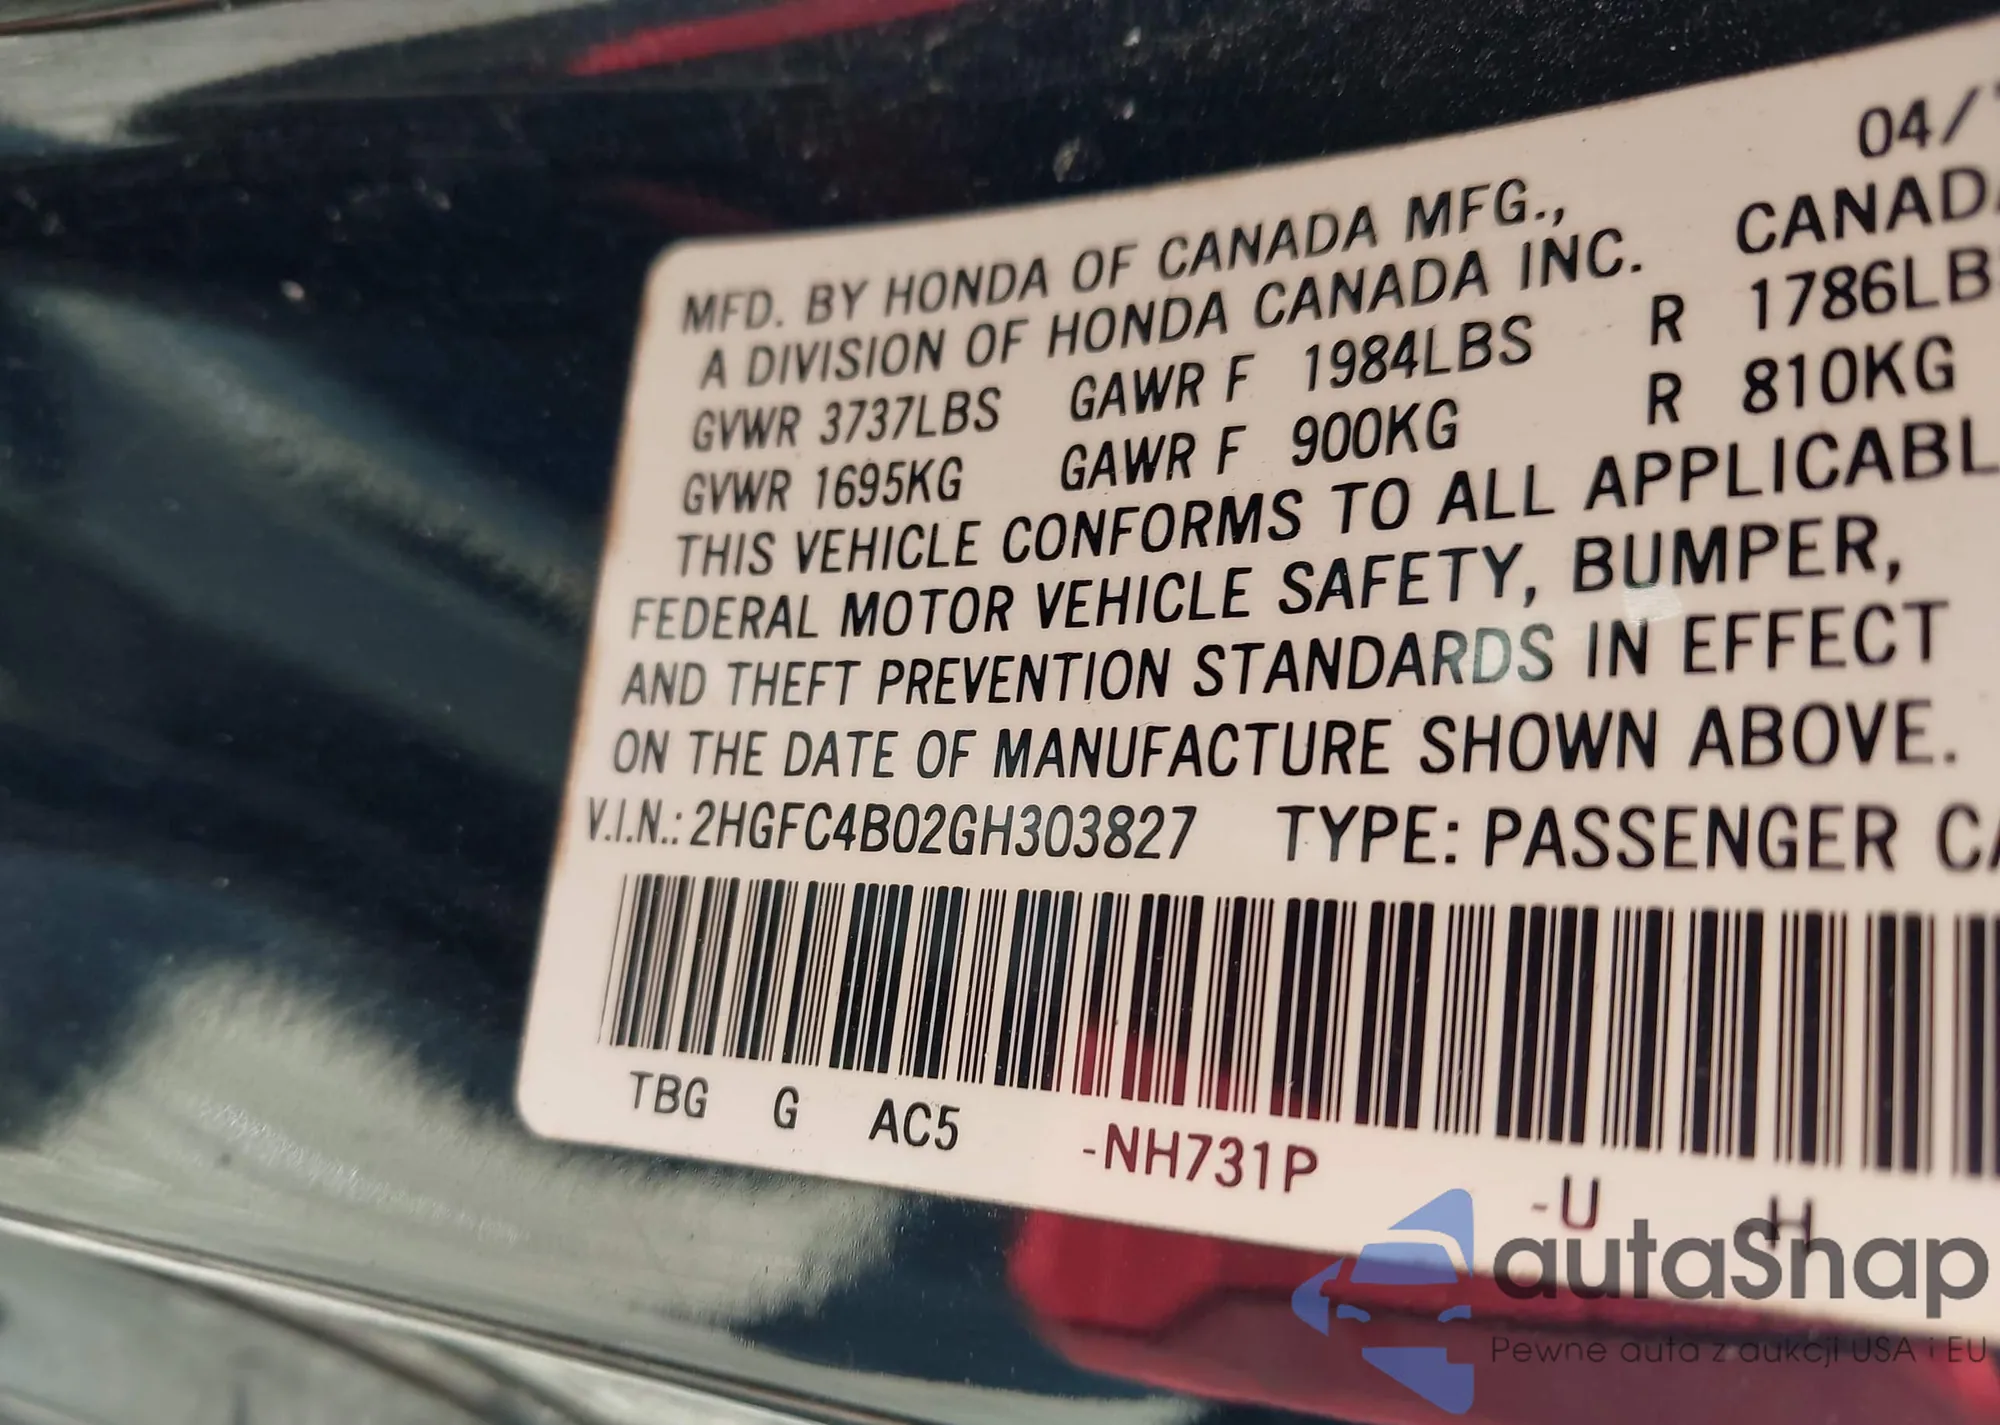 04/
MFD. BY HONDA OF CANADA MFG.,
A DIVISION OF HONDA CANADA INC. CANADA
GVWR 3737LBS GAWR F 1984LBS R 1786LB
GVWR 1695KG GAWR F 900KG R 810KG
THIS VEHICLE CONFORMS TO ALL APPLICABL
FEDERAL MOTOR VEHICLE SAFETY, BUMPER,
AND THEFT PREVENTION STANDARDS IN EFFECT
ON THE DATE OF MANUFACTURE SHOWN ABOVE.
V.I.N.: 2HGFC4B02GH303827 TYPE: PASSENGER CA
TBG G AC5 -NH731P -U H
autaSnap
Pewne auta z aukcji USA i EU